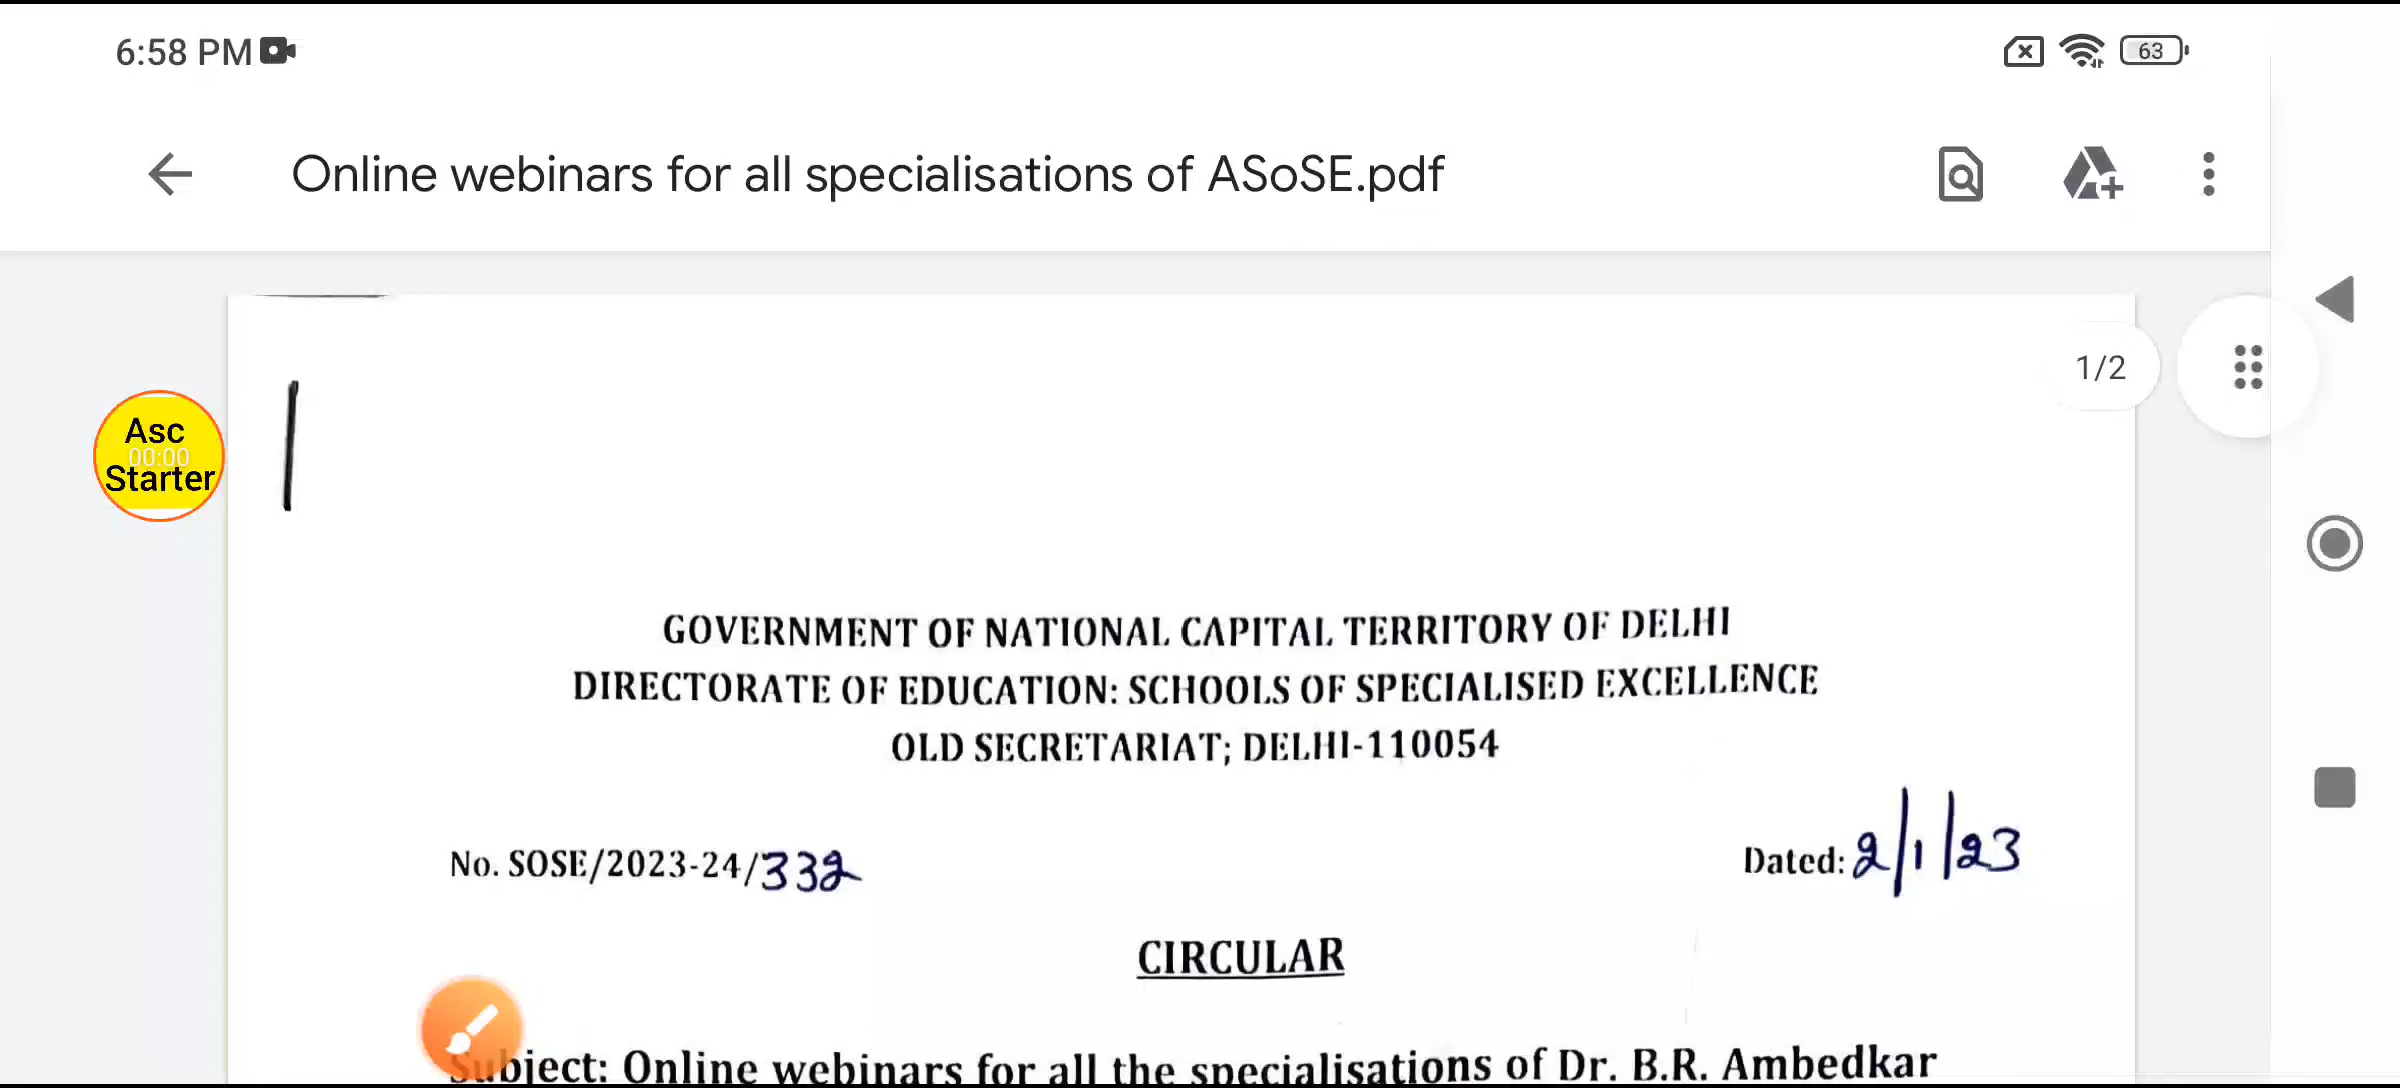 6:58 PM
63
Online webinars for all specialisations of ASoSE.pdf
1/2
Asc
00:00
Starter
GOVERNMENT OF NATIONAL CAPITAL TERRITORY OF DELHI
DIRECTORATE OF EDUCATION: SCHOOLS OF SPECIALISED EXCELLENCE
OLD SECRETARIAT; DELHI-110054
No. SOSE/2023-24/332
Dated: 2/1/23
CIRCULAR
Subject: Online webinars for all the specialisations of Dr. B.R. Ambedkar